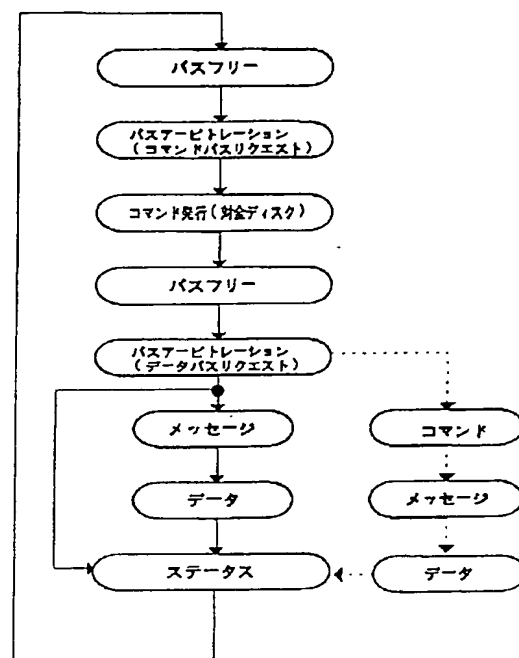 バスフリー
バスアービトレーション
(コマンドバスリクエスト)
コマンド発行(対全ディスク)
バスフリー
バスアービトレーション
(データバスリクエスト)
メッセージ
コマンド
データ
メッセージ
ステータス
データ